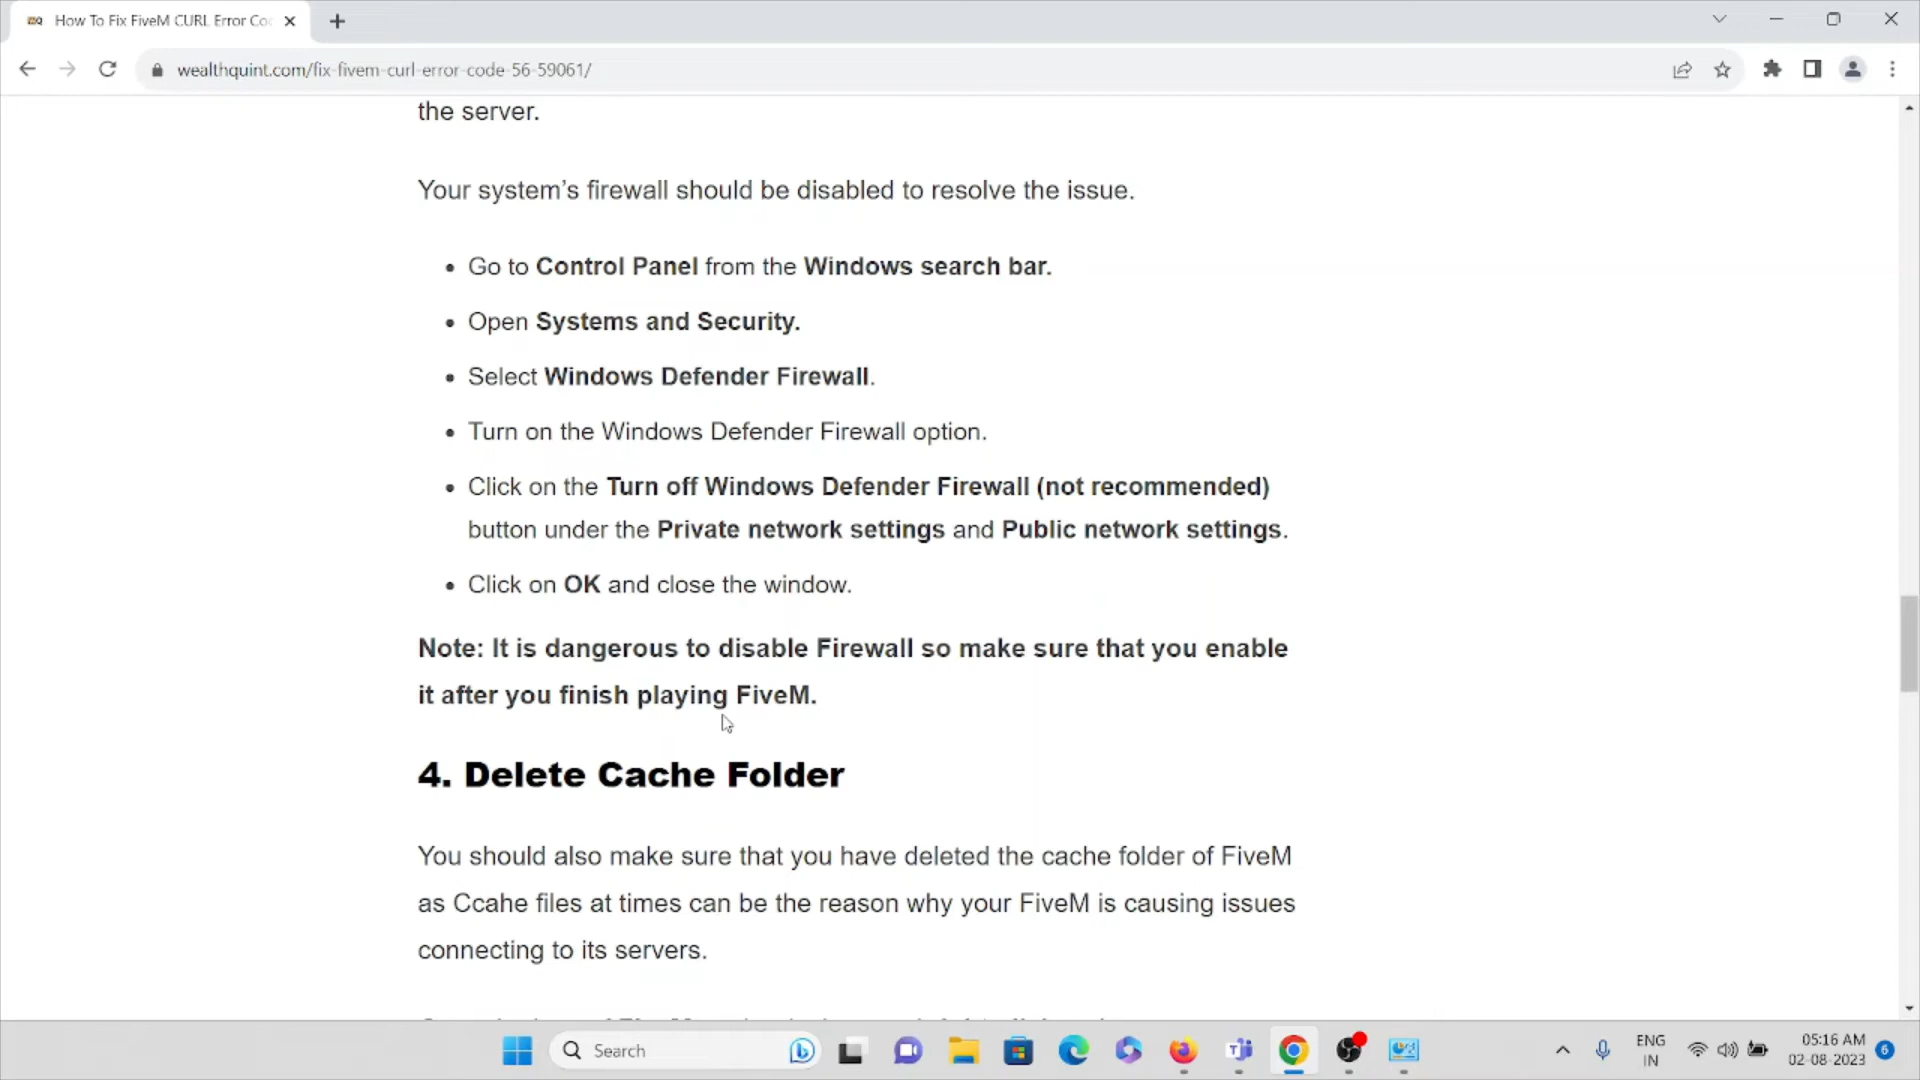 How To Fix FiveM CURL Error Co
wealthquint.com/fix-fivem-curl-error-code-56-59061/
the server.
Your system’s firewall should be disabled to resolve the issue.
• Go to Control Panel from the Windows search bar.
• Open Systems and Security.
• Select Windows Defender Firewall.
• Turn on the Windows Defender Firewall option.
• Click on the Turn off Windows Defender Firewall (not recommended)
button under the Private network settings and Public network settings.
• Click on OK and close the window.
Note: It is dangerous to disable Firewall so make sure that you enable
it after you finish playing FiveM.
4. Delete Cache Folder
You should also make sure that you have deleted the cache folder of FiveM
as Ccahe files at times can be the reason why your FiveM is causing issues
connecting to its servers.
Search
ENG
IN
05:16 AM
02-08-2023
6